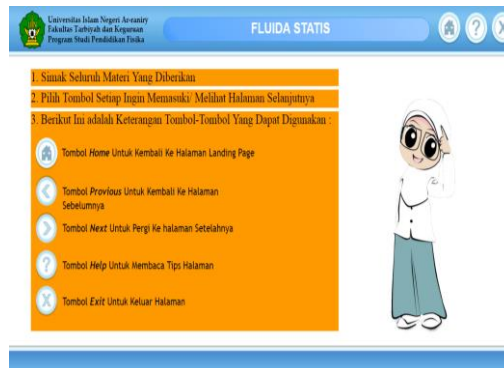 Universitas Islam Negeri Ar-raniry
Fakultas Tarbiyah dan Keguruan
Program Studi Pendidikan Fisika
FLUIDA STATIS
1. Simak Seluruh Materi Yang Diberikan
2. Pilih Tombol Setiap Ingin Memasuki/ Melihat Halaman Selanjutnya
3. Berikut Ini adalah Keterangan Tombol-Tombol Yang Dapat Digunakan :
Tombol Home Untuk Kembali Ke Halaman Landing Page
Tombol Provious Untuk Kembali Ke Halaman
Sebelumnya
Tombol Next Untuk Pergi Ke halaman Setelahnya
? Tombol Help Untuk Membaca Tips Halaman
X Tombol Exit Untuk Keluar Halaman